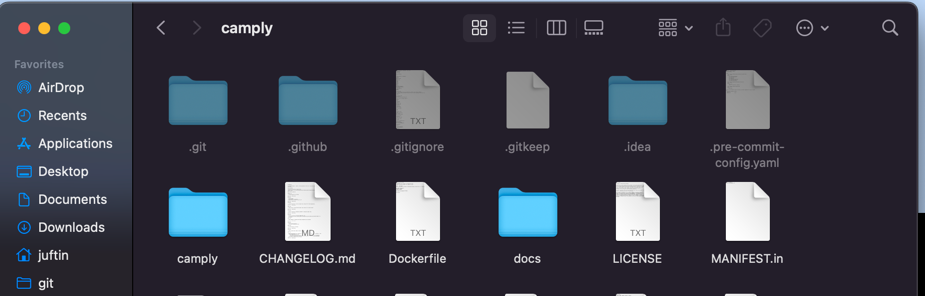 camply
Favorites
AirDrop
Recents
Applications
Desktop
Documents
Downloads
juftin
git
TXT
.git
.github
.gitignore
.gitkeep
.idea
.pre-commit-
config.yaml
MD
TXT
TXT
camply
CHANGELOG.md
Dockerfile
docs
LICENSE
MANIFEST.in